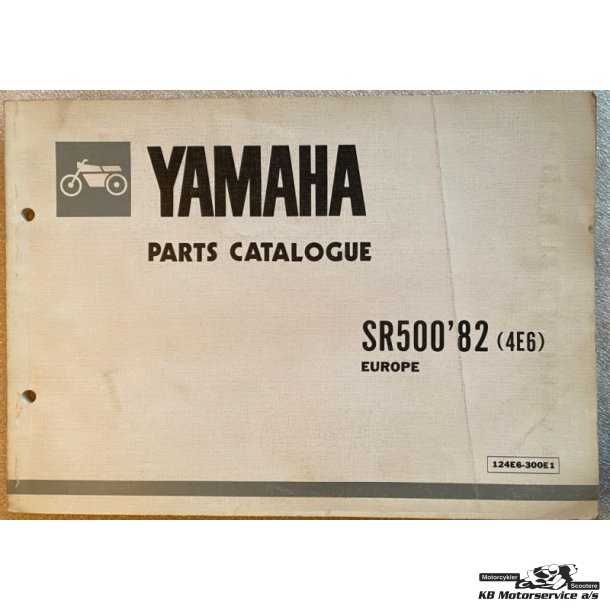 YAMAHA
PARTS CATALOGUE
SR500'82 (4E6)
EUROPE
124E6-300E1
Motorcykler Scootere
KB Motorservice a/s